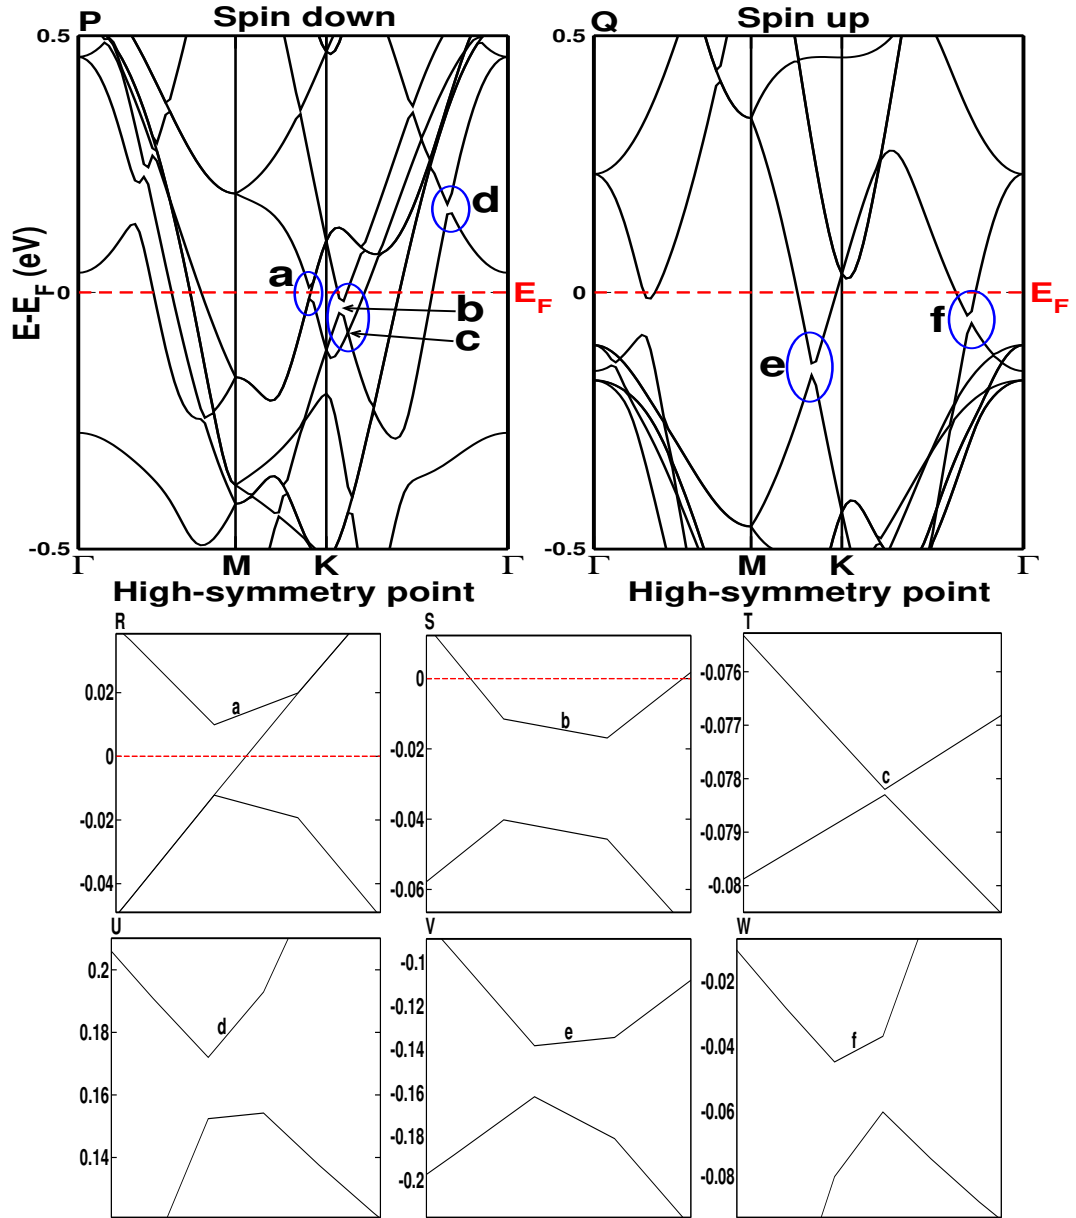 P Spin down
Q Spin up
E-E_F (eV)
0.5
0
-0.5
a
b
c
d
E_F
Γ M K Γ
High-symmetry point
0.5
0
-0.5
e
f
E_F
Γ M K Γ
High-symmetry point
R
0.02
0
-0.02
-0.04
a
S
0
-0.02
-0.04
-0.06
b
T
-0.076
-0.077
-0.078
-0.079
-0.08
c
U
0.2
0.18
0.16
0.14
d
V
-0.1
-0.12
-0.14
-0.16
-0.18
-0.2
e
W
-0.02
-0.04
-0.06
-0.08
f